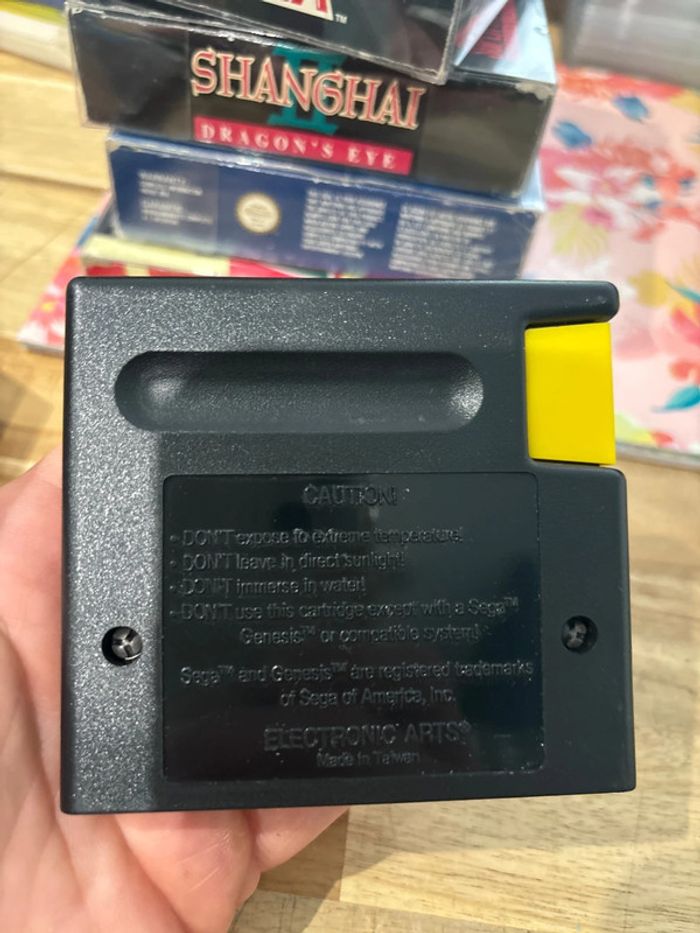 TM
SHANGHAI
II
DRAGON'S EYE
CAUTION!
• DON'T expose to extreme temperature!
• DON'T leave in direct sunlight!
• DON'T immerse in water!
• DON'T use this cartridge except with a Sega™
Genesis™ or compatible system!
Sega™ and Genesis™ are registered trademarks
of Sega of America, Inc.
ELECTRONIC ARTS®
Made in Taiwan